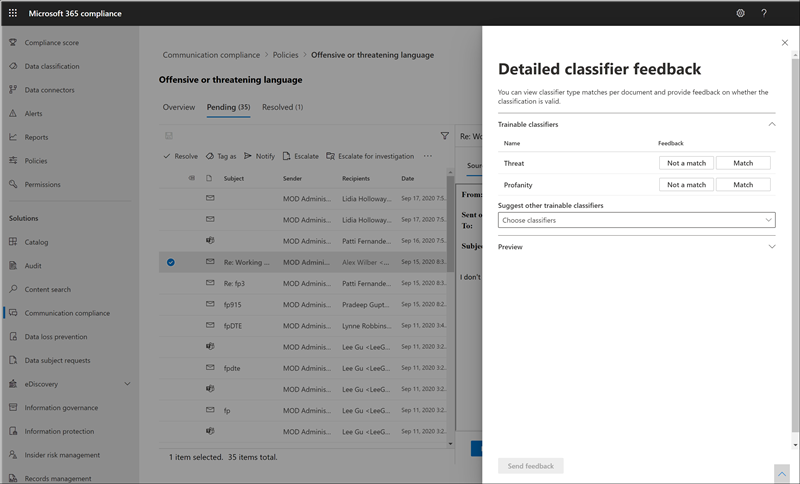 Microsoft 365 compliance
?
Compliance score
Data classification
Data connectors
Alerts
Reports
Policies
Permissions
Solutions
Catalog
Audit
Content search
Communication compliance
Data loss prevention
Data subject requests
eDiscovery
Information governance
Information protection
Insider risk management
Records management
Communication compliance > Policies > Offensive or threatening language
Offensive or threatening language
Overview Pending (35) Resolved (1)
Resolve Tag as Notify Escalate Escalate for investigation ...
Subject Sender Recipients Date
MOD Adminis... Lidia Holloway... Sep 17, 2020 7:5...
MOD Adminis... Lidia Holloway... Sep 17, 2020 7:5...
MOD Adminis... Patti Fernande... Sep 16, 2020 7:5...
Re: Working ... MOD Adminis... Alex Wilber <... Sep 15, 2020 8:5...
Re: fp3 MOD Adminis... Patti Fernande... Sep 15, 2020 8:3...
fp915 MOD Adminis... Pradeep Gupt... Sep 15, 2020 8:2...
fpDTE MOD Adminis... Lynne Robbins... Sep 11, 2020 3:4...
MOD Adminis... Lee Gu <LeeG... Sep 11, 2020 3:2...
fpdte MOD Adminis... Lee Gu <LeeG... Sep 11, 2020 3:2...
MOD Adminis... Lee Gu <LeeG... Sep 11, 2020 3:2...
fp MOD Adminis... Lee Gu <LeeG... Sep 11, 2020 3:2...
MOD Adminis... Lee Gu <LeeG... Sep 11, 2020 3:2...
1 item selected. 35 items total.
Re: Wo
Sour
From:
Sent o
To:
Subjec
I don't
Detailed classifier feedback
You can view classifier type matches per document and provide feedback on whether the
classification is valid.
Trainable classifiers
Name Feedback
Threat Not a match Match
Profanity Not a match Match
Suggest other trainable classifiers
Choose classifiers
Preview
Send feedback